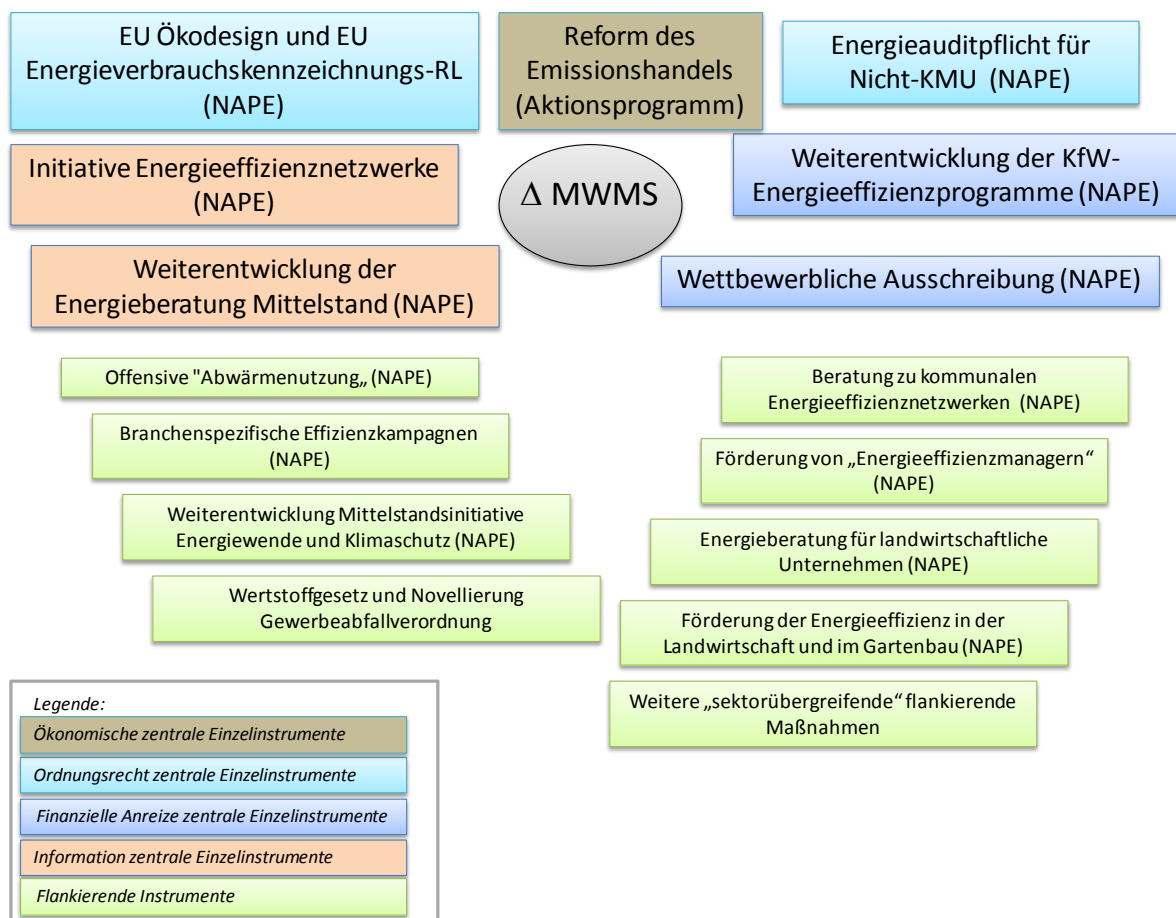 EU Ökodesign und EU
Energieverbrauchskennzeichnungs-RL
(NAPE)
Reform des
Emissionshandels
(Aktionsprogramm)
Energieauditpflicht für
Nicht-KMU (NAPE)
Initiative Energieeffizienznetzwerke
(NAPE)
Δ MWMS
Weiterentwicklung der KfW-
Energieeffizienzprogramme (NAPE)
Weiterentwicklung der
Energieberatung Mittelstand (NAPE)
Wettbewerbliche Ausschreibung (NAPE)
Offensive "Abwärmenutzung„ (NAPE)
Branchenspezifische Effizienzkampagnen
(NAPE)
Weiterentwicklung Mittelstandsinitiative
Energiewende und Klimaschutz (NAPE)
Wertstoffgesetz und Novellierung
Gewerbeabfallverordnung
Beratung zu kommunalen
Energieeffizienznetzwerken (NAPE)
Förderung von „Energieeffizienzmanagern“
(NAPE)
Energieberatung für landwirtschaftliche
Unternehmen (NAPE)
Förderung der Energieeffizienz in der
Landwirtschaft und im Gartenbau (NAPE)
Weitere „sektorübergreifende“ flankierende
Maßnahmen
Legende:
Ökonomische zentrale Einzelinstrumente
Ordnungsrecht zentrale Einzelinstrumente
Finanzielle Anreize zentrale Einzelinstrumente
Information zentrale Einzelinstrumente
Flankierende Instrumente